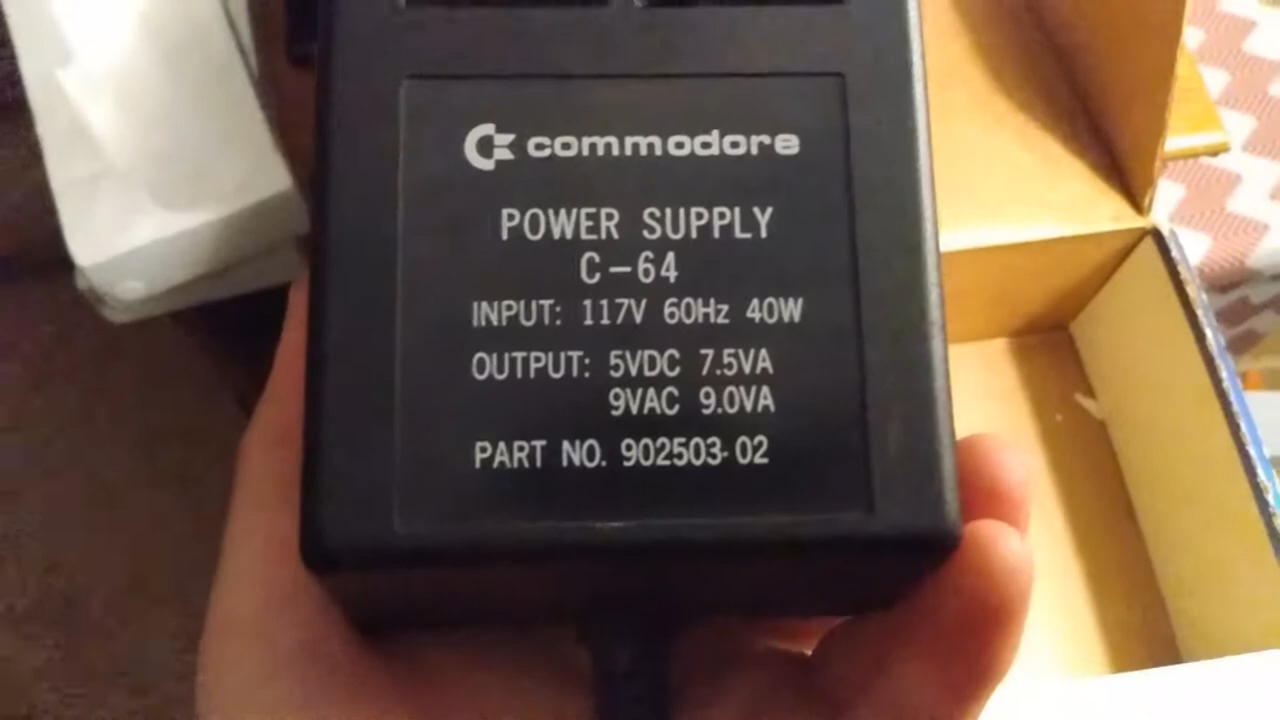 commodore
POWER SUPPLY
C-64
INPUT: 117V 60Hz 40W
OUTPUT: 5VDC 7.5VA
9VAC 9.0VA
PART NO. 902503-02